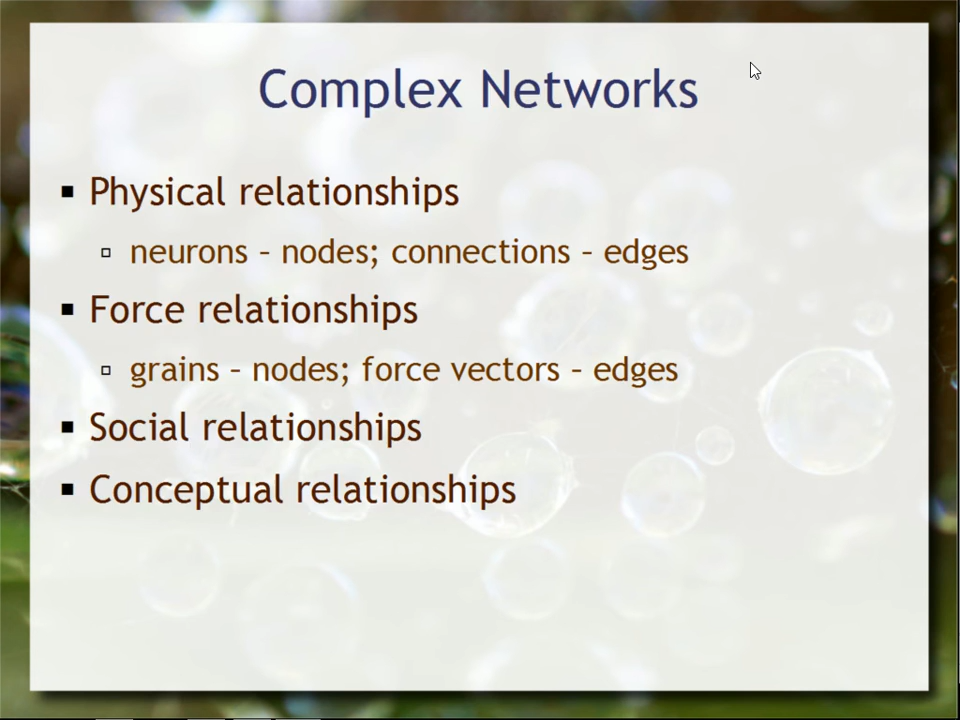 Complex Networks
Physical relationships
neurons – nodes; connections – edges
Force relationships
grains – nodes; force vectors – edges
Social relationships
Conceptual relationships